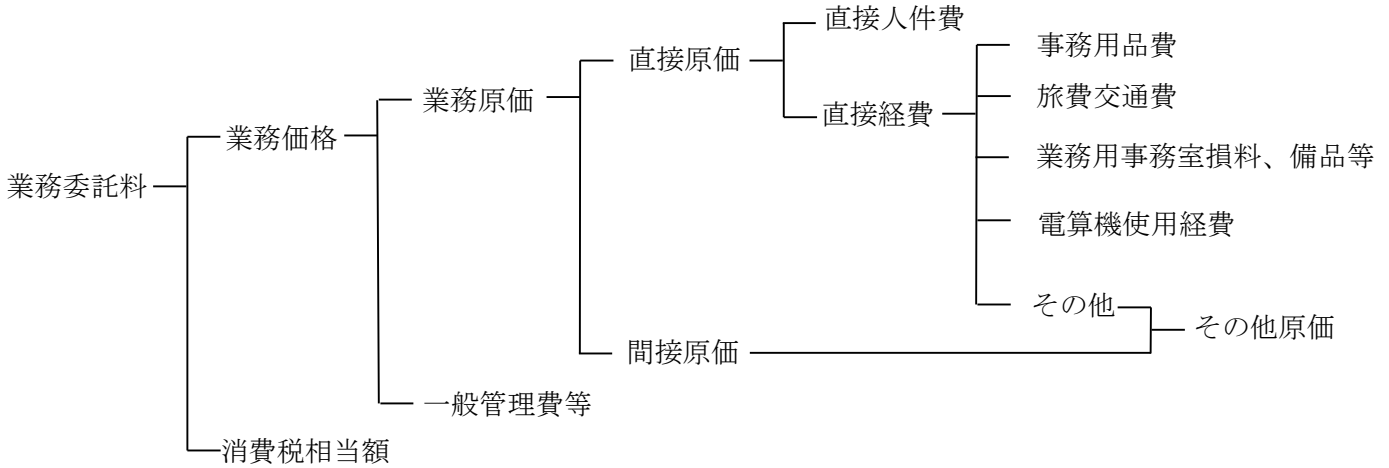 業務委託料
業務価格
消費税相当額
業務原価
一般管理費等
直接原価
間接原価
直接人件費
直接経費
事務用品費
旅費交通費
業務用事務室損料、備品等
電算機使用経費
その他
その他原価